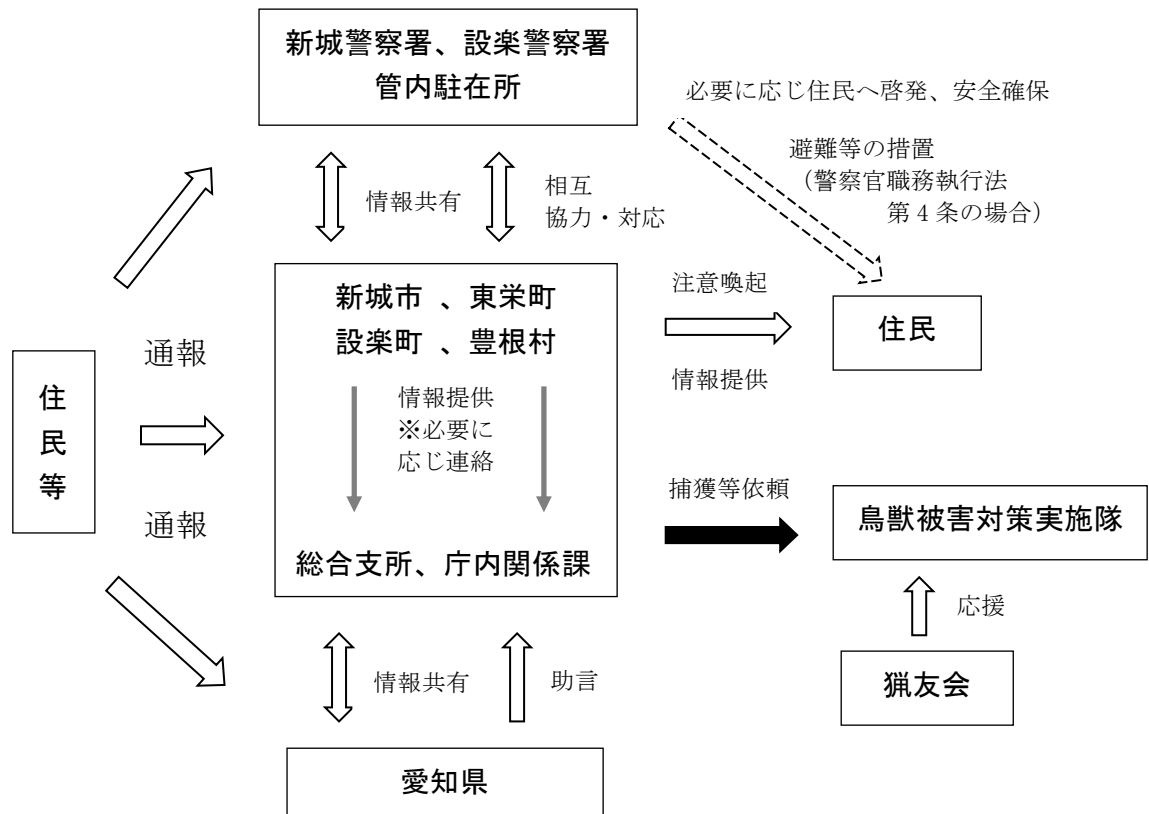 新城警察署、設楽警察署
管内駐在所
必要に応じ住民へ啓発、安全確保
避難等の措置
（警察官職務執行法
第４条の場合）
情報共有
相互
協力・対応
新城市 、東栄町
設楽町 、豊根村
注意喚起
情報提供
住民
通報
住民等
通報
情報提供
※必要に
応じ連絡
総合支所、庁内関係課
捕獲等依頼
鳥獣被害対策実施隊
応援
猟友会
情報共有
助言
愛知県